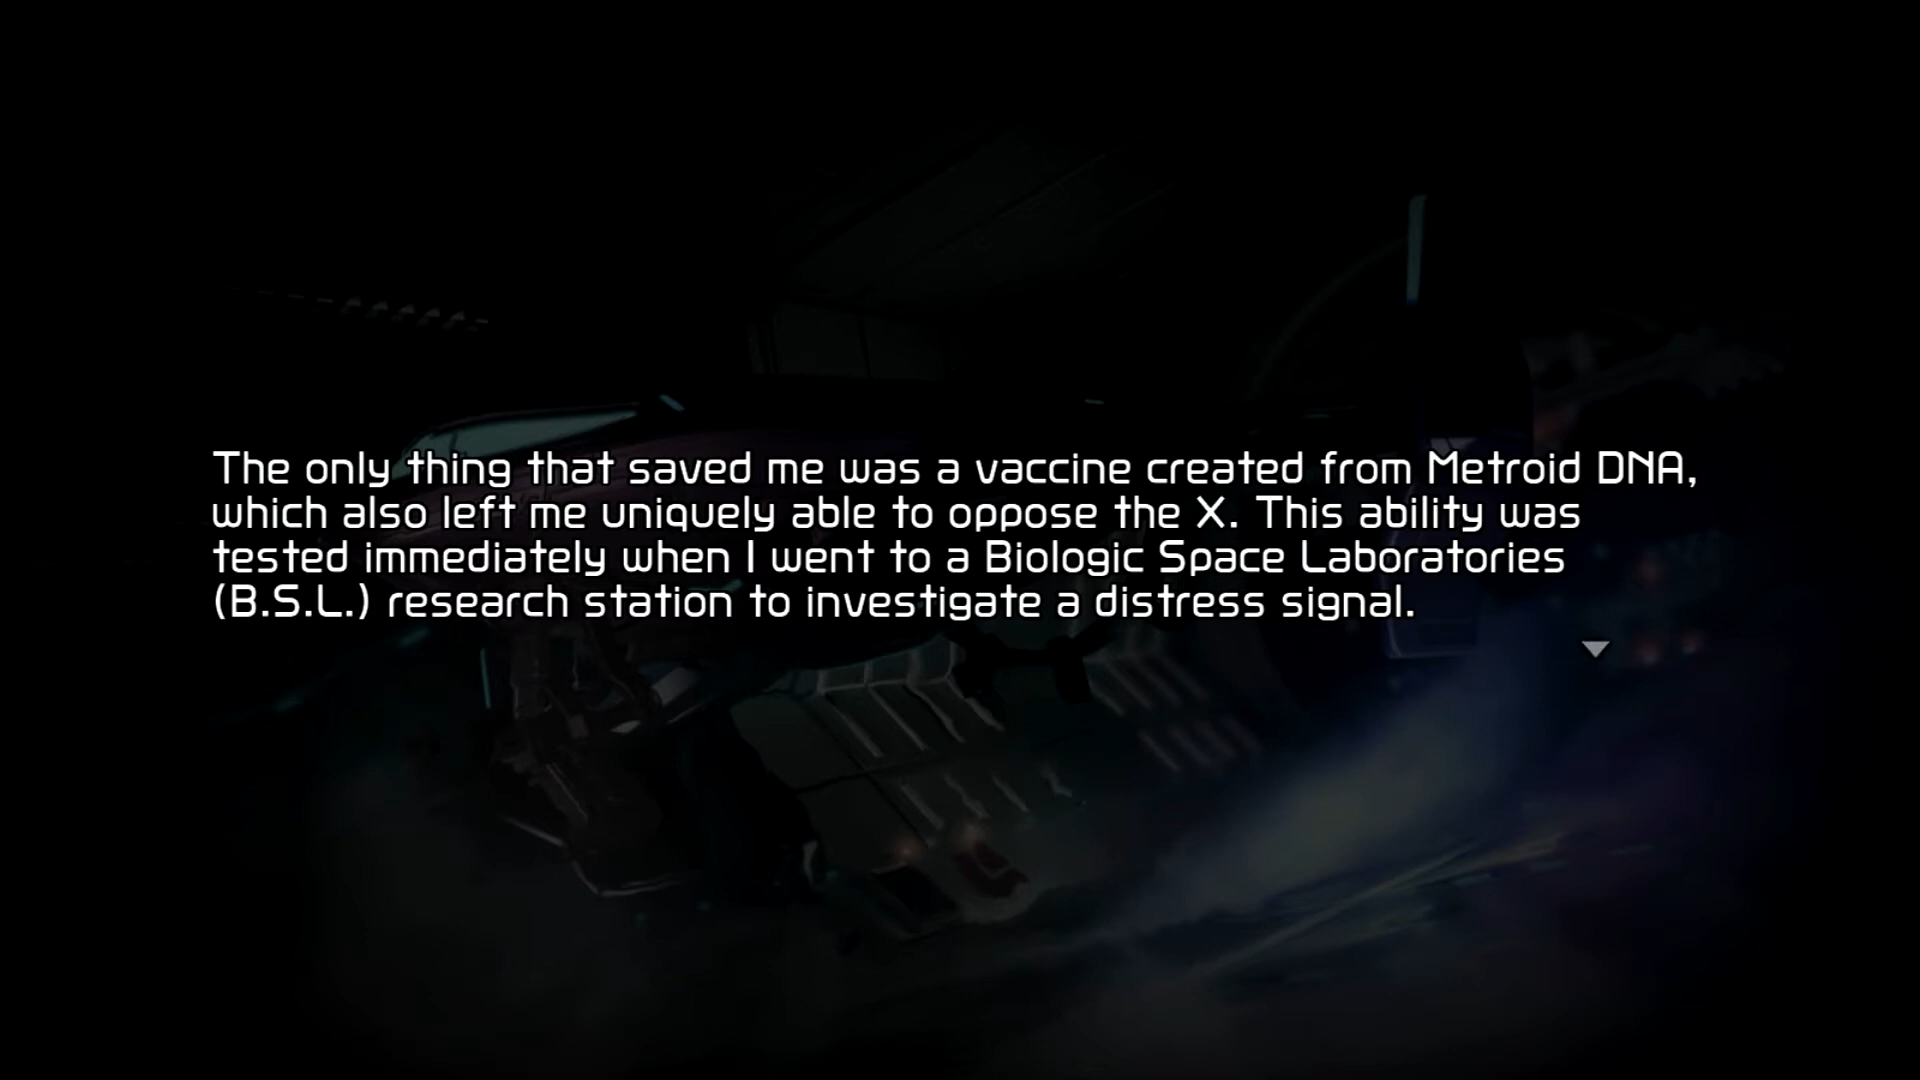 The only thing that saved me was a vaccine created from Metroid DNA,
which also left me uniquely able to oppose the X. This ability was
tested immediately when I went to a Biologic Space Laboratories
(B.S.L.) research station to investigate a distress signal.